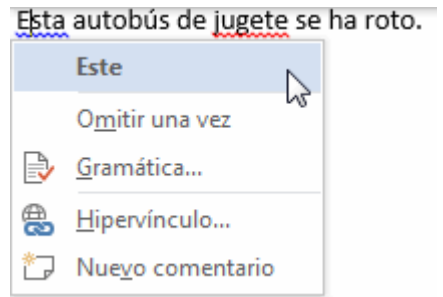 Esta autobús de jugete se ha roto.
Este
Omitir una vez
Gramática...
Hipervínculo...
Nuevo comentario